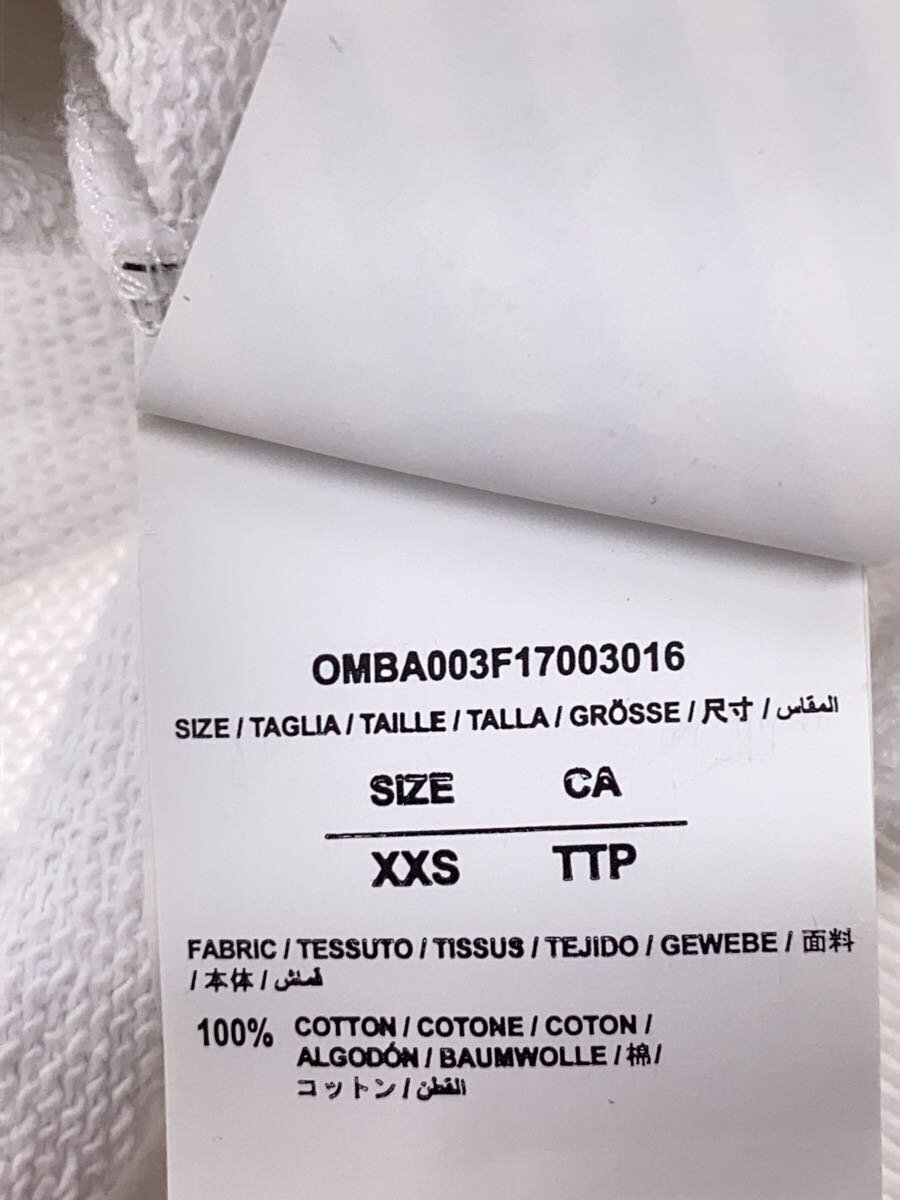 OMBA003F17003016
SIZE / TAGLIA / TAILLE / TALLA / GRÖSSE / 尺寸 / المقاس
SIZE CA
XXS TTP
FABRIC / TESSUTO / TISSUS / TEJIDO / GEWEBE / 面料
/ 本体 / قماش
100% COTTON / COTONE / COTON /
ALGODÓN / BAUMWOLLE / 棉 /
コットン / القطن